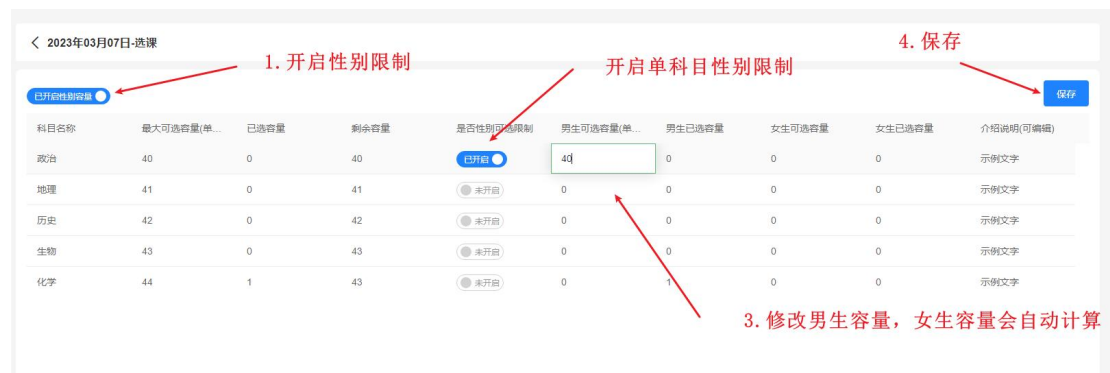 2023年03月07日-选课
4. 保存
1. 开启性别限制
开启单科目性别限制
已开启性别容量
保存
科目名称 最大可选容量(单... 已选容量 剩余容量 是否性别可选限制 男生可选容量(单... 男生已选容量 女生可选容量 女生已选容量 介绍说明(可编辑)
政治 40 0 40 已开启 40 0 0 0 示例文字
地理 41 0 41 未开启 0 0 0 0 示例文字
历史 42 0 42 未开启 0 0 0 0 示例文字
生物 43 0 43 未开启 0 0 0 0 示例文字
化学 44 1 43 未开启 0 1 0 0 示例文字
3. 修改男生容量，女生容量会自动计算